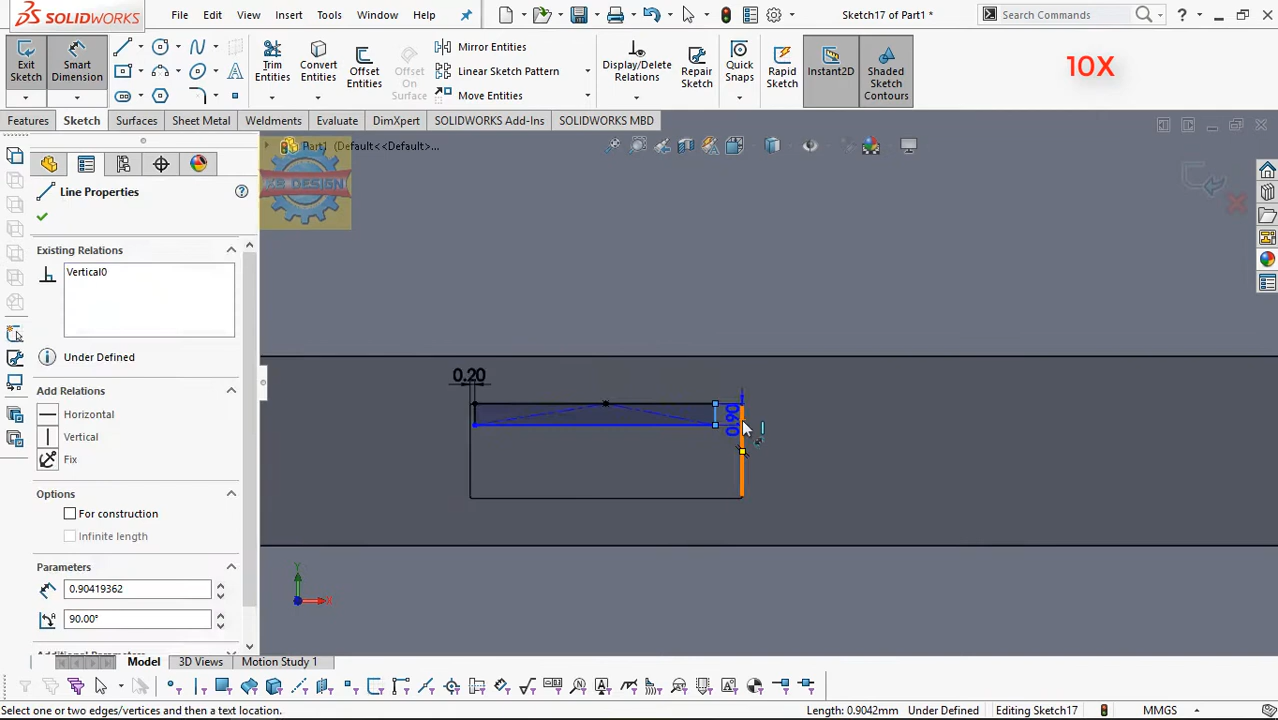 SOLIDWORKS File Edit View Insert Tools Window Help Sketch17 of Part1 * Search Commands ?
10X
Exit Sketch Smart Dimension Trim Entities Convert Entities Offset Entities Offset On Surface Mirror Entities Linear Sketch Pattern Move Entities Display/Delete Relations Repair Sketch Quick Snaps Rapid Sketch Instant2D Shaded Sketch Contours
Features Sketch Surfaces Sheet Metal Weldments Evaluate DimXpert SOLIDWORKS Add-Ins SOLIDWORKS MBD
Part1 (Default<<Default>...
Line Properties
Existing Relations
Vertical0
Under Defined
Add Relations
Horizontal
Vertical
Fix
Options
For construction
Infinite length
Parameters
0.90419362
90.00°
0.20
0.90
Y
X
Model 3D Views Motion Study 1
Select one or two edges/vertices and then a text location. Length: 0.9042mm Under Defined Editing Sketch17 MMGS